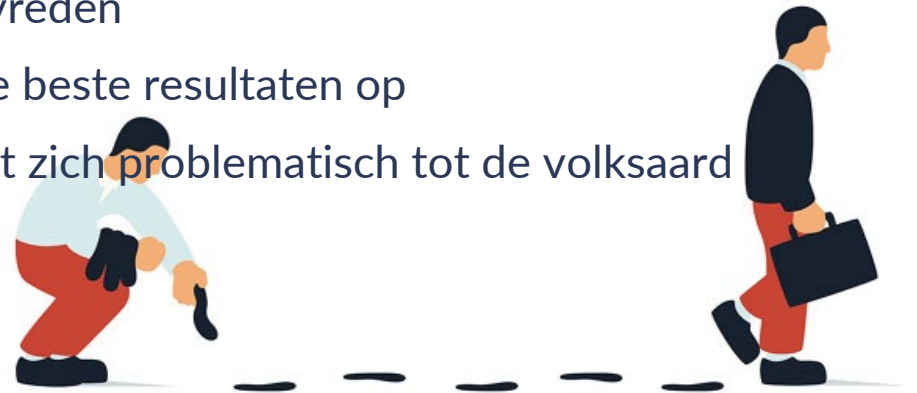 vreden
e beste resultaten op
t zich problematisch tot de volksaard